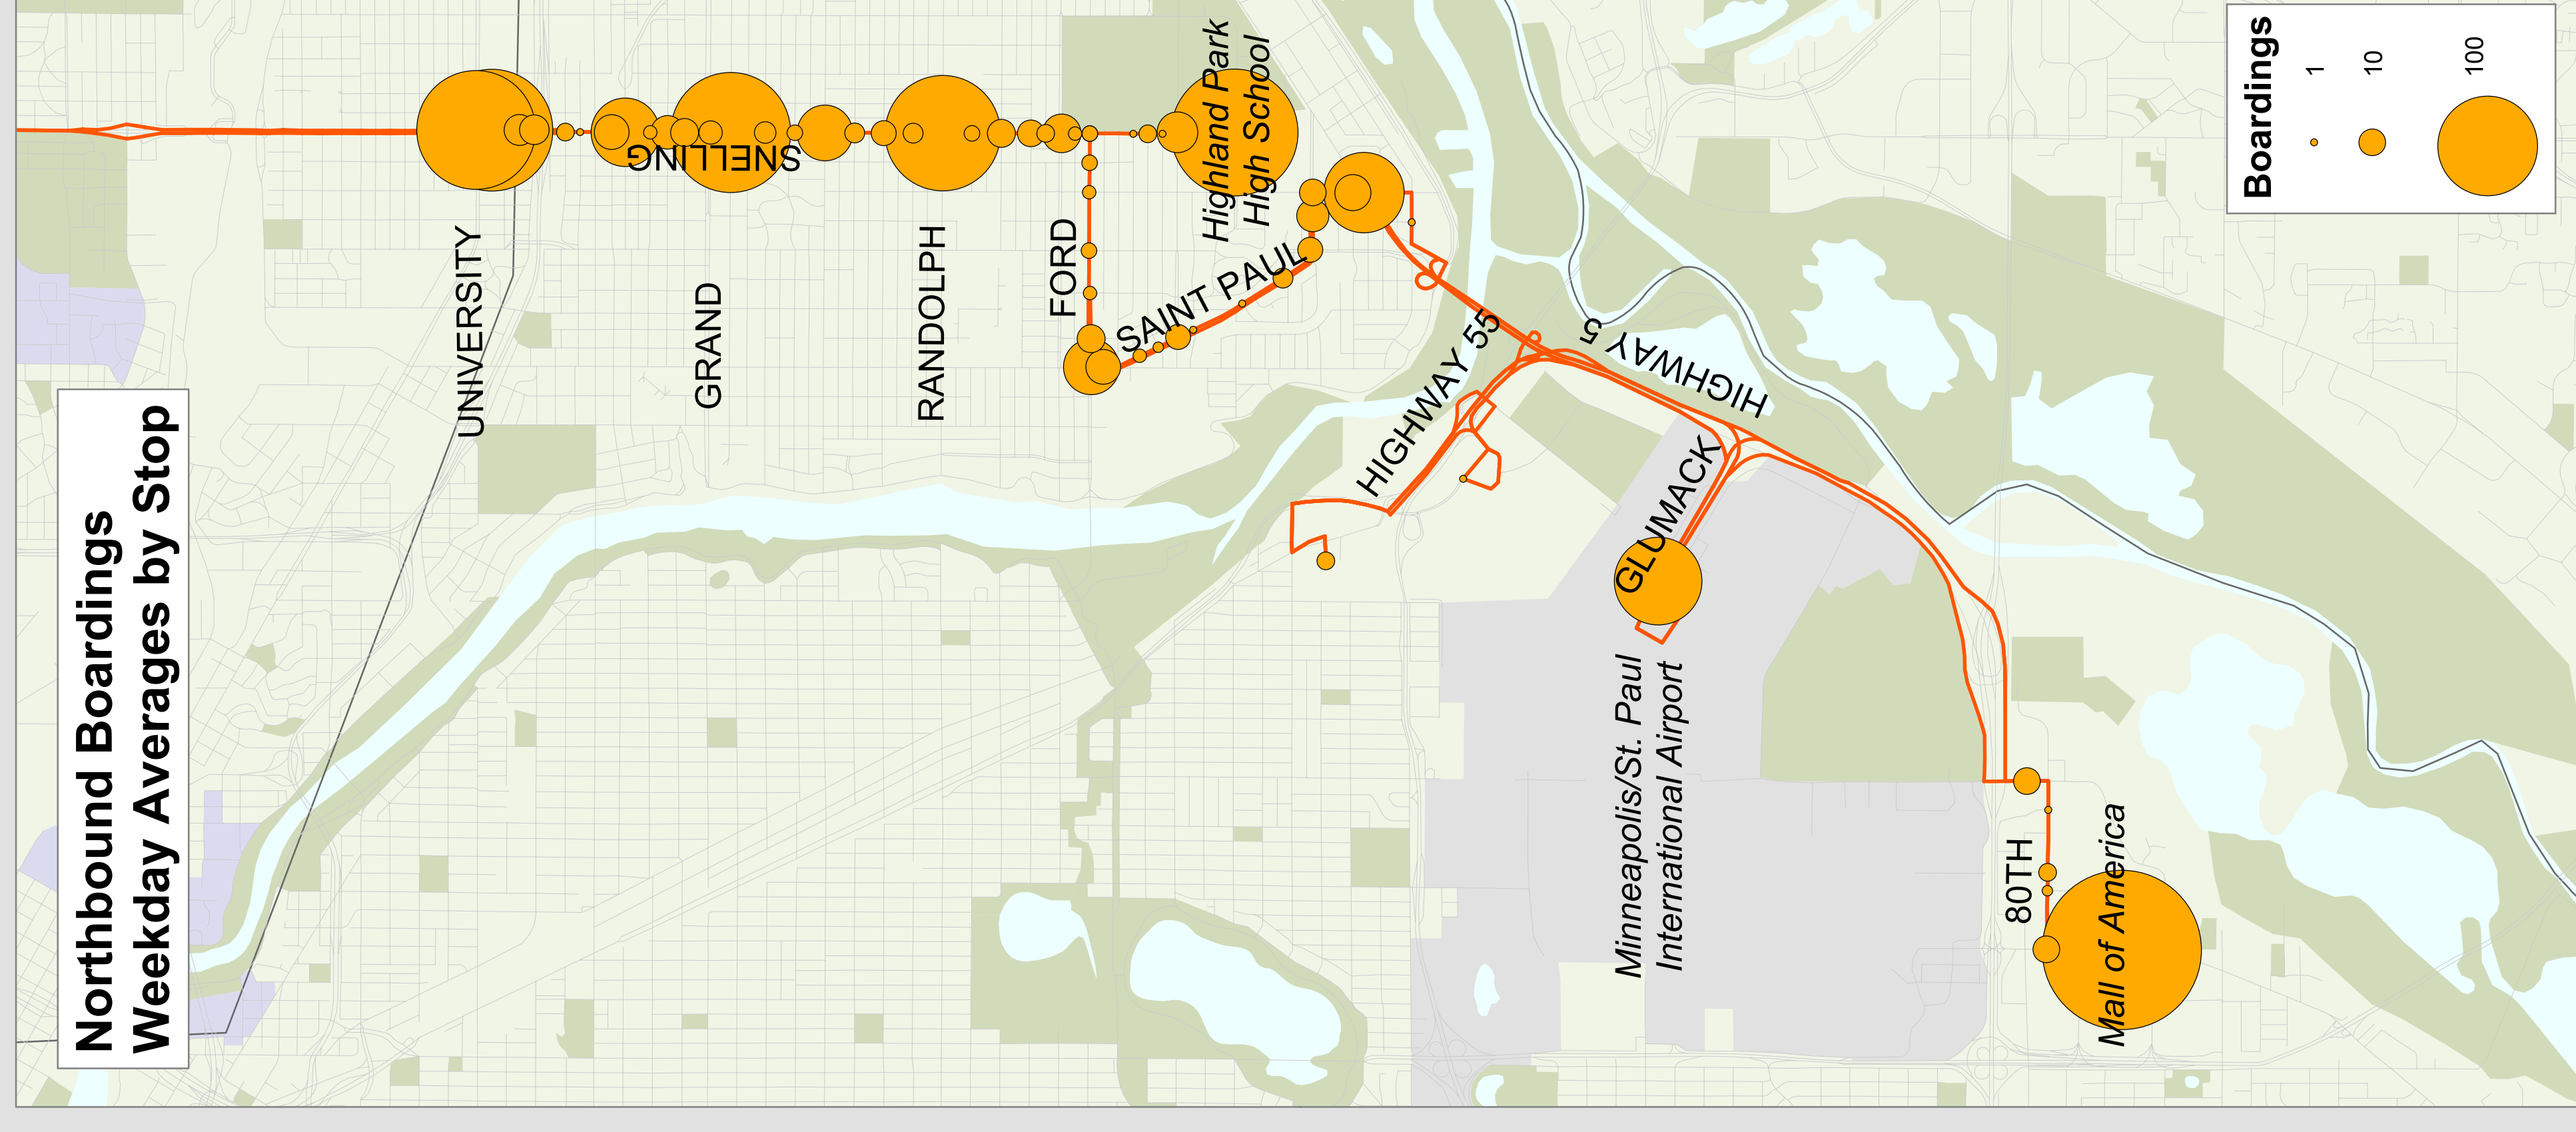 Northbound Boardings
Weekday Averages by Stop
UNIVERSITY
SNELLING
GRAND
RANDOLPH
FORD
Highland Park
High School
SAINT PAUL
HIGHWAY 55
HIGHWAY 5
GLUMACK
Minneapolis/St. Paul
International Airport
80TH
Mall of America
Boardings
1
10
100